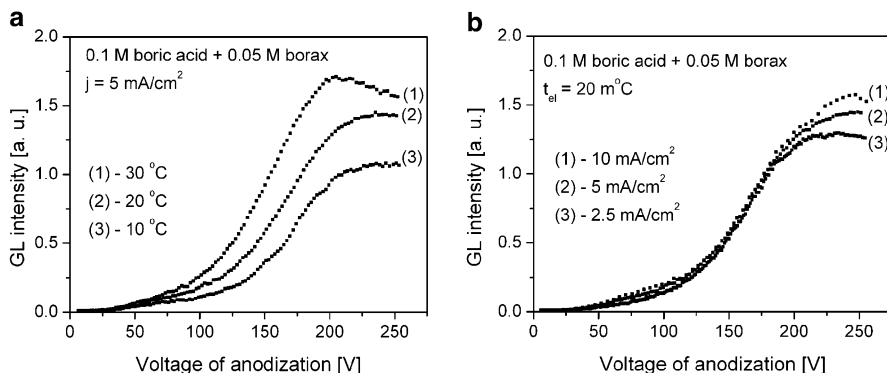 a
2.0
1.5
1.0
0.5
0.0
GL intensity [a. u.]
0.1 M boric acid + 0.05 M borax
j = 5 mA/cm²
(1)
(2)
(3)
(1) - 30 °C
(2) - 20 °C
(3) - 10 °C
0 50 100 150 200 250
Voltage of anodization [V]
b
2.0
1.5
1.0
0.5
0.0
GL intensity [a. u.]
0.1 M boric acid + 0.05 M borax
t_el = 20 m°C
(1)
(2)
(3)
(1) - 10 mA/cm²
(2) - 5 mA/cm²
(3) - 2.5 mA/cm²
0 50 100 150 200 250
Voltage of anodization [V]